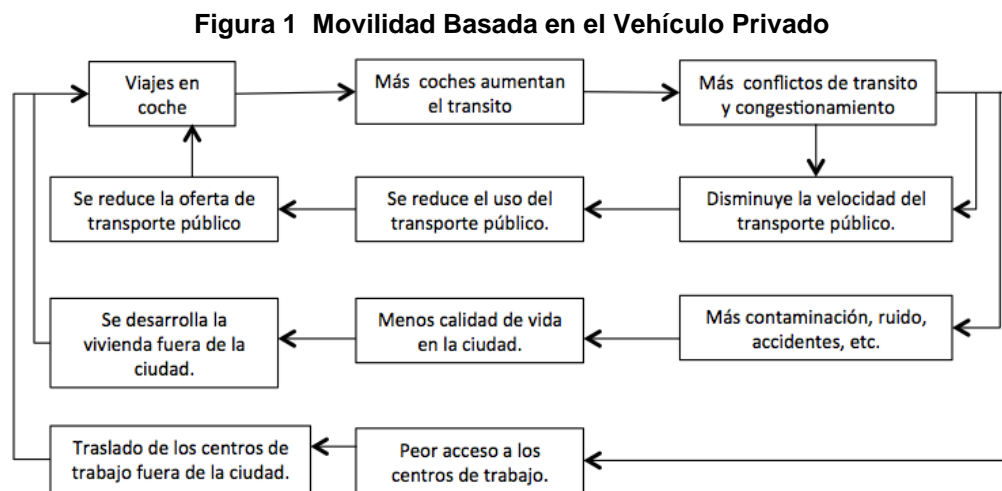 Figura 1 Movilidad Basada en el Vehículo Privado
Viajes en
coche
Más coches aumentan
el transito
Más conflictos de transito
y congestionamiento
Se reduce la oferta de
transporte público
Se reduce el uso del
transporte público.
Disminuye la velocidad del
transporte público.
Se desarrolla la
vivienda fuera de la
ciudad.
Menos calidad de vida
en la ciudad.
Más contaminación, ruido,
accidentes, etc.
Traslado de los centros de
trabajo fuera de la ciudad.
Peor acceso a los
centros de trabajo.